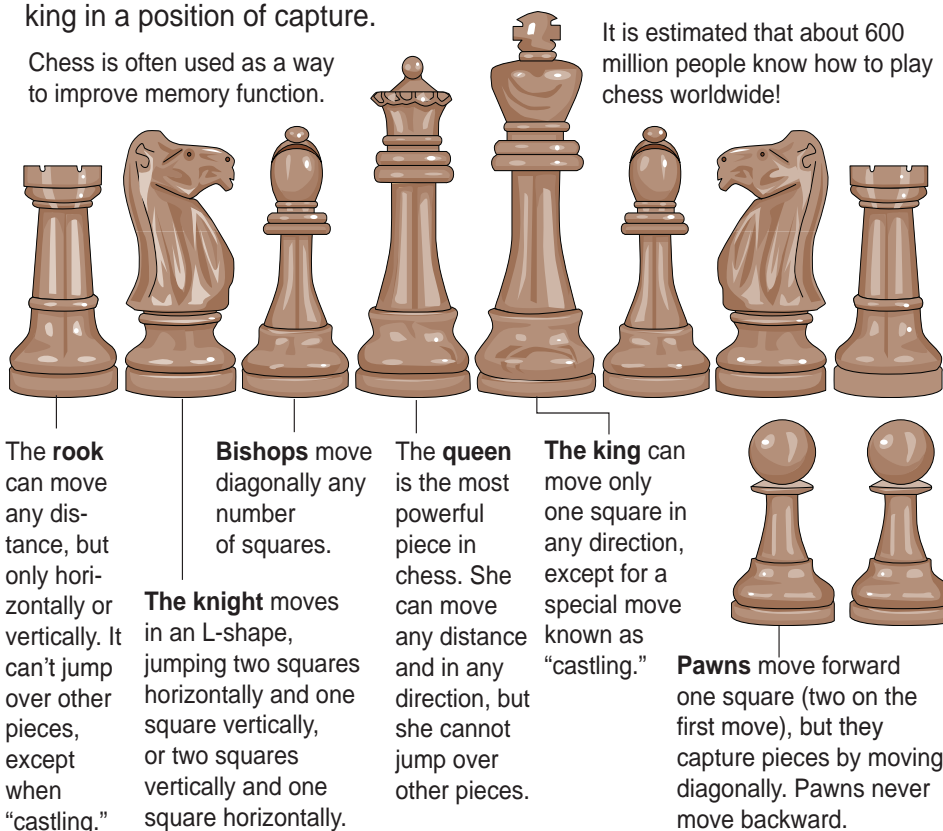 king in a position of capture.
Chess is often used as a way
to improve memory function.
It is estimated that about 600
million people know how to play
chess worldwide!
The rook
can move
any dis-
tance, but
only hori-
zontally or
vertically. It
can't jump
over other
pieces,
except
when
“castling.”
The knight moves
in an L-shape,
jumping two squares
horizontally and one
square vertically,
or two squares
vertically and one
square horizontally.
Bishops move
diagonally any
number
of squares.
The queen
is the most
powerful
piece in
chess. She
can move
any distance
and in any
direction, but
she cannot
jump over
other pieces.
The king can
move only
one square in
any direction,
except for a
special move
known as
“castling.”
Pawns move forward
one square (two on the
first move), but they
capture pieces by moving
diagonally. Pawns never
move backward.